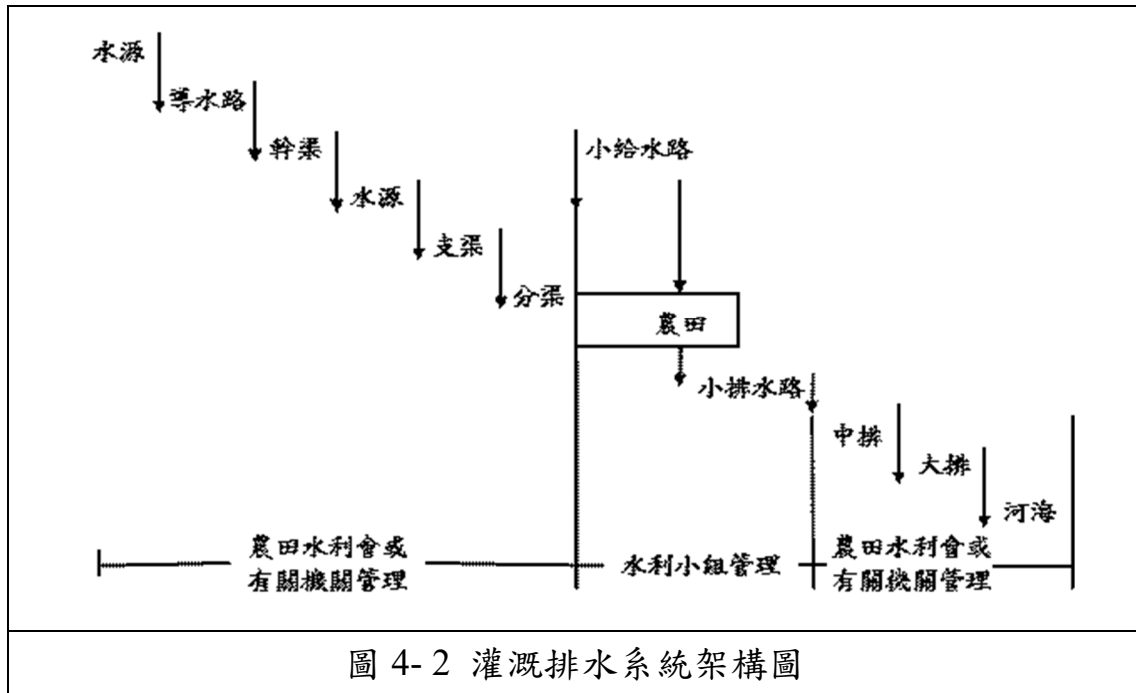 水源
導水路
幹渠
小給水路
水源
支渠
分渠
農田
小排水路
中排
大排
河海
農田水利會或
有關機關管理
水利小組管理
農田水利會或
有關機關管理
圖 4- 2 灌溉排水系統架構圖